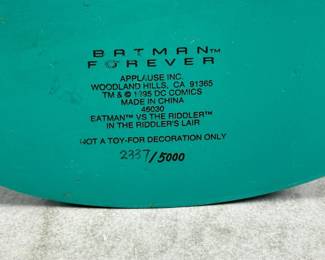 BATMAN™
FOREVER
APPLAUSE INC.
WOODLAND HILLS, CA 91365
TM & © 1995 DC COMICS
MADE IN CHINA
46030
BATMAN™ VS THE RIDDLER™
IN THE RIDDLER'S LAIR
NOT A TOY-FOR DECORATION ONLY
2337/5000